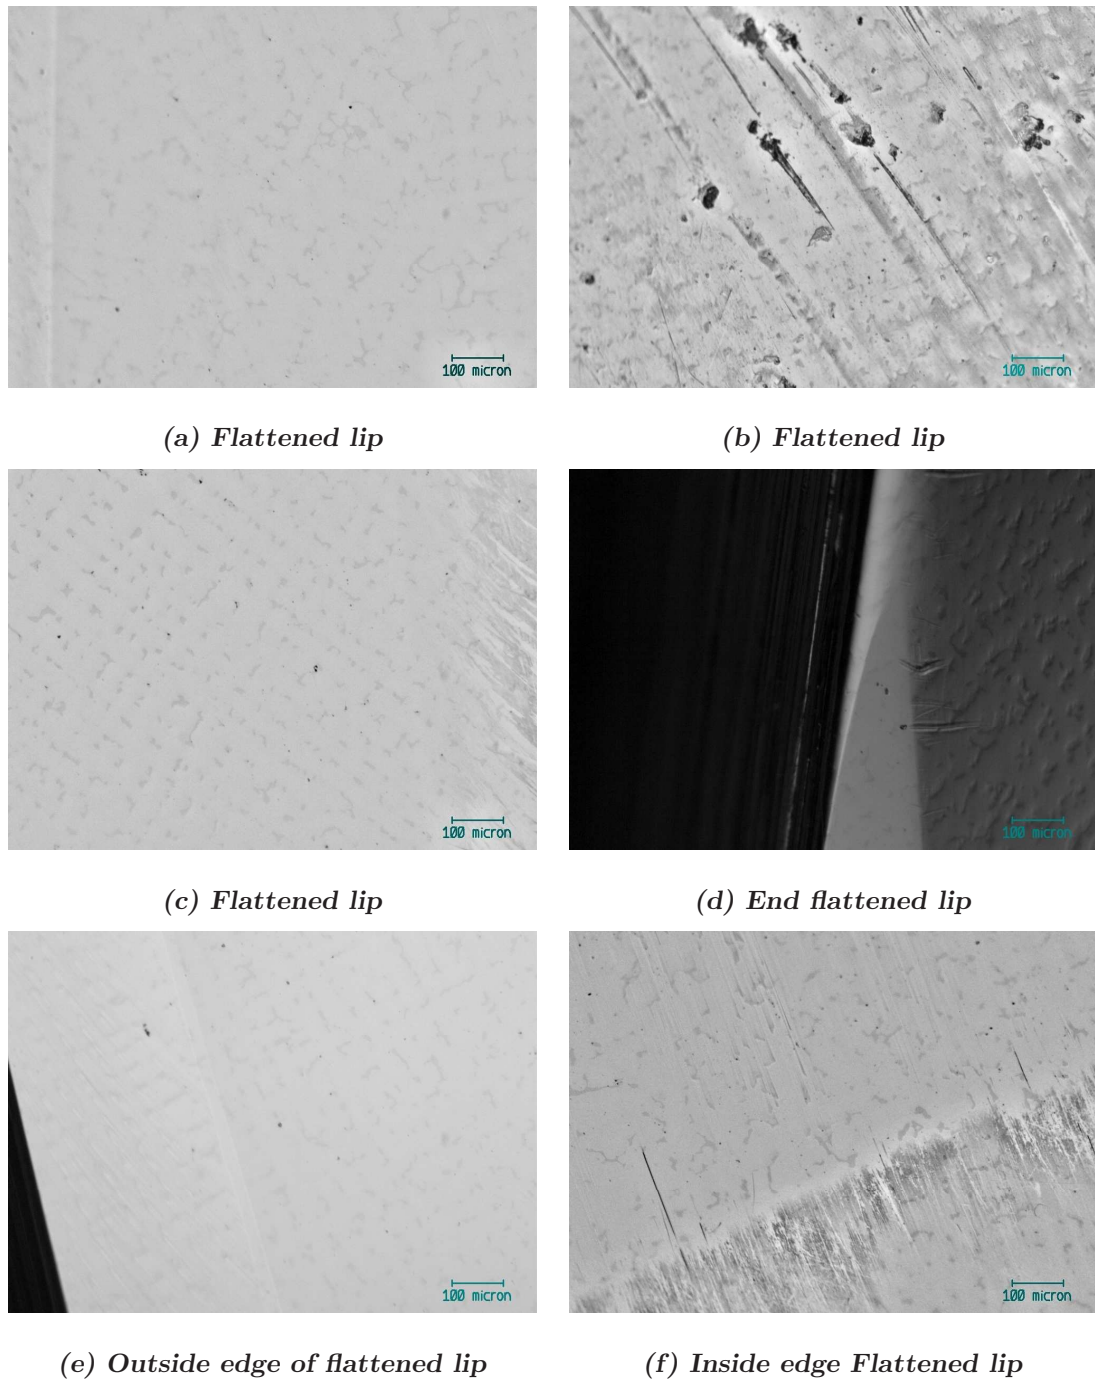 100 micron
100 micron
(a) Flattened lip
(b) Flattened lip
100 micron
100 micron
(c) Flattened lip
(d) End flattened lip
100 micron
100 micron
(e) Outside edge of flattened lip
(f) Inside edge Flattened lip